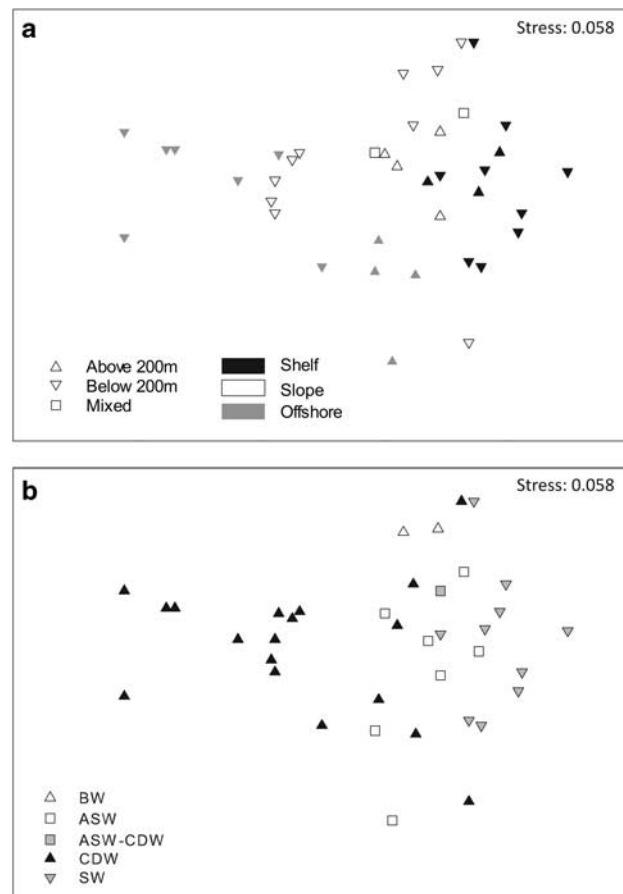 a
Stress: 0.058
Above 200m
Below 200m
Mixed
Shelf
Slope
Offshore
b
Stress: 0.058
BW
ASW
ASW-CDW
CDW
SW